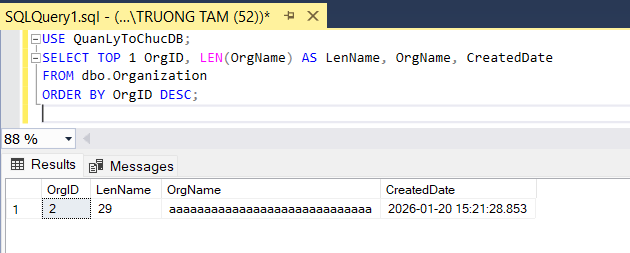 SQLQuery1.sql - (...\TRUONG TAM (52))*
USE QuanLyToChucDB;
SELECT TOP 1 OrgID, LEN(OrgName) AS LenName, OrgName, CreatedDate
FROM dbo.Organization
ORDER BY OrgID DESC;
88 %
Results Messages
OrgID LenName OrgName CreatedDate
1 2 29 aaaaaaaaaaaaaaaaaaaaaaaaaaaaa 2026-01-20 15:21:28.853